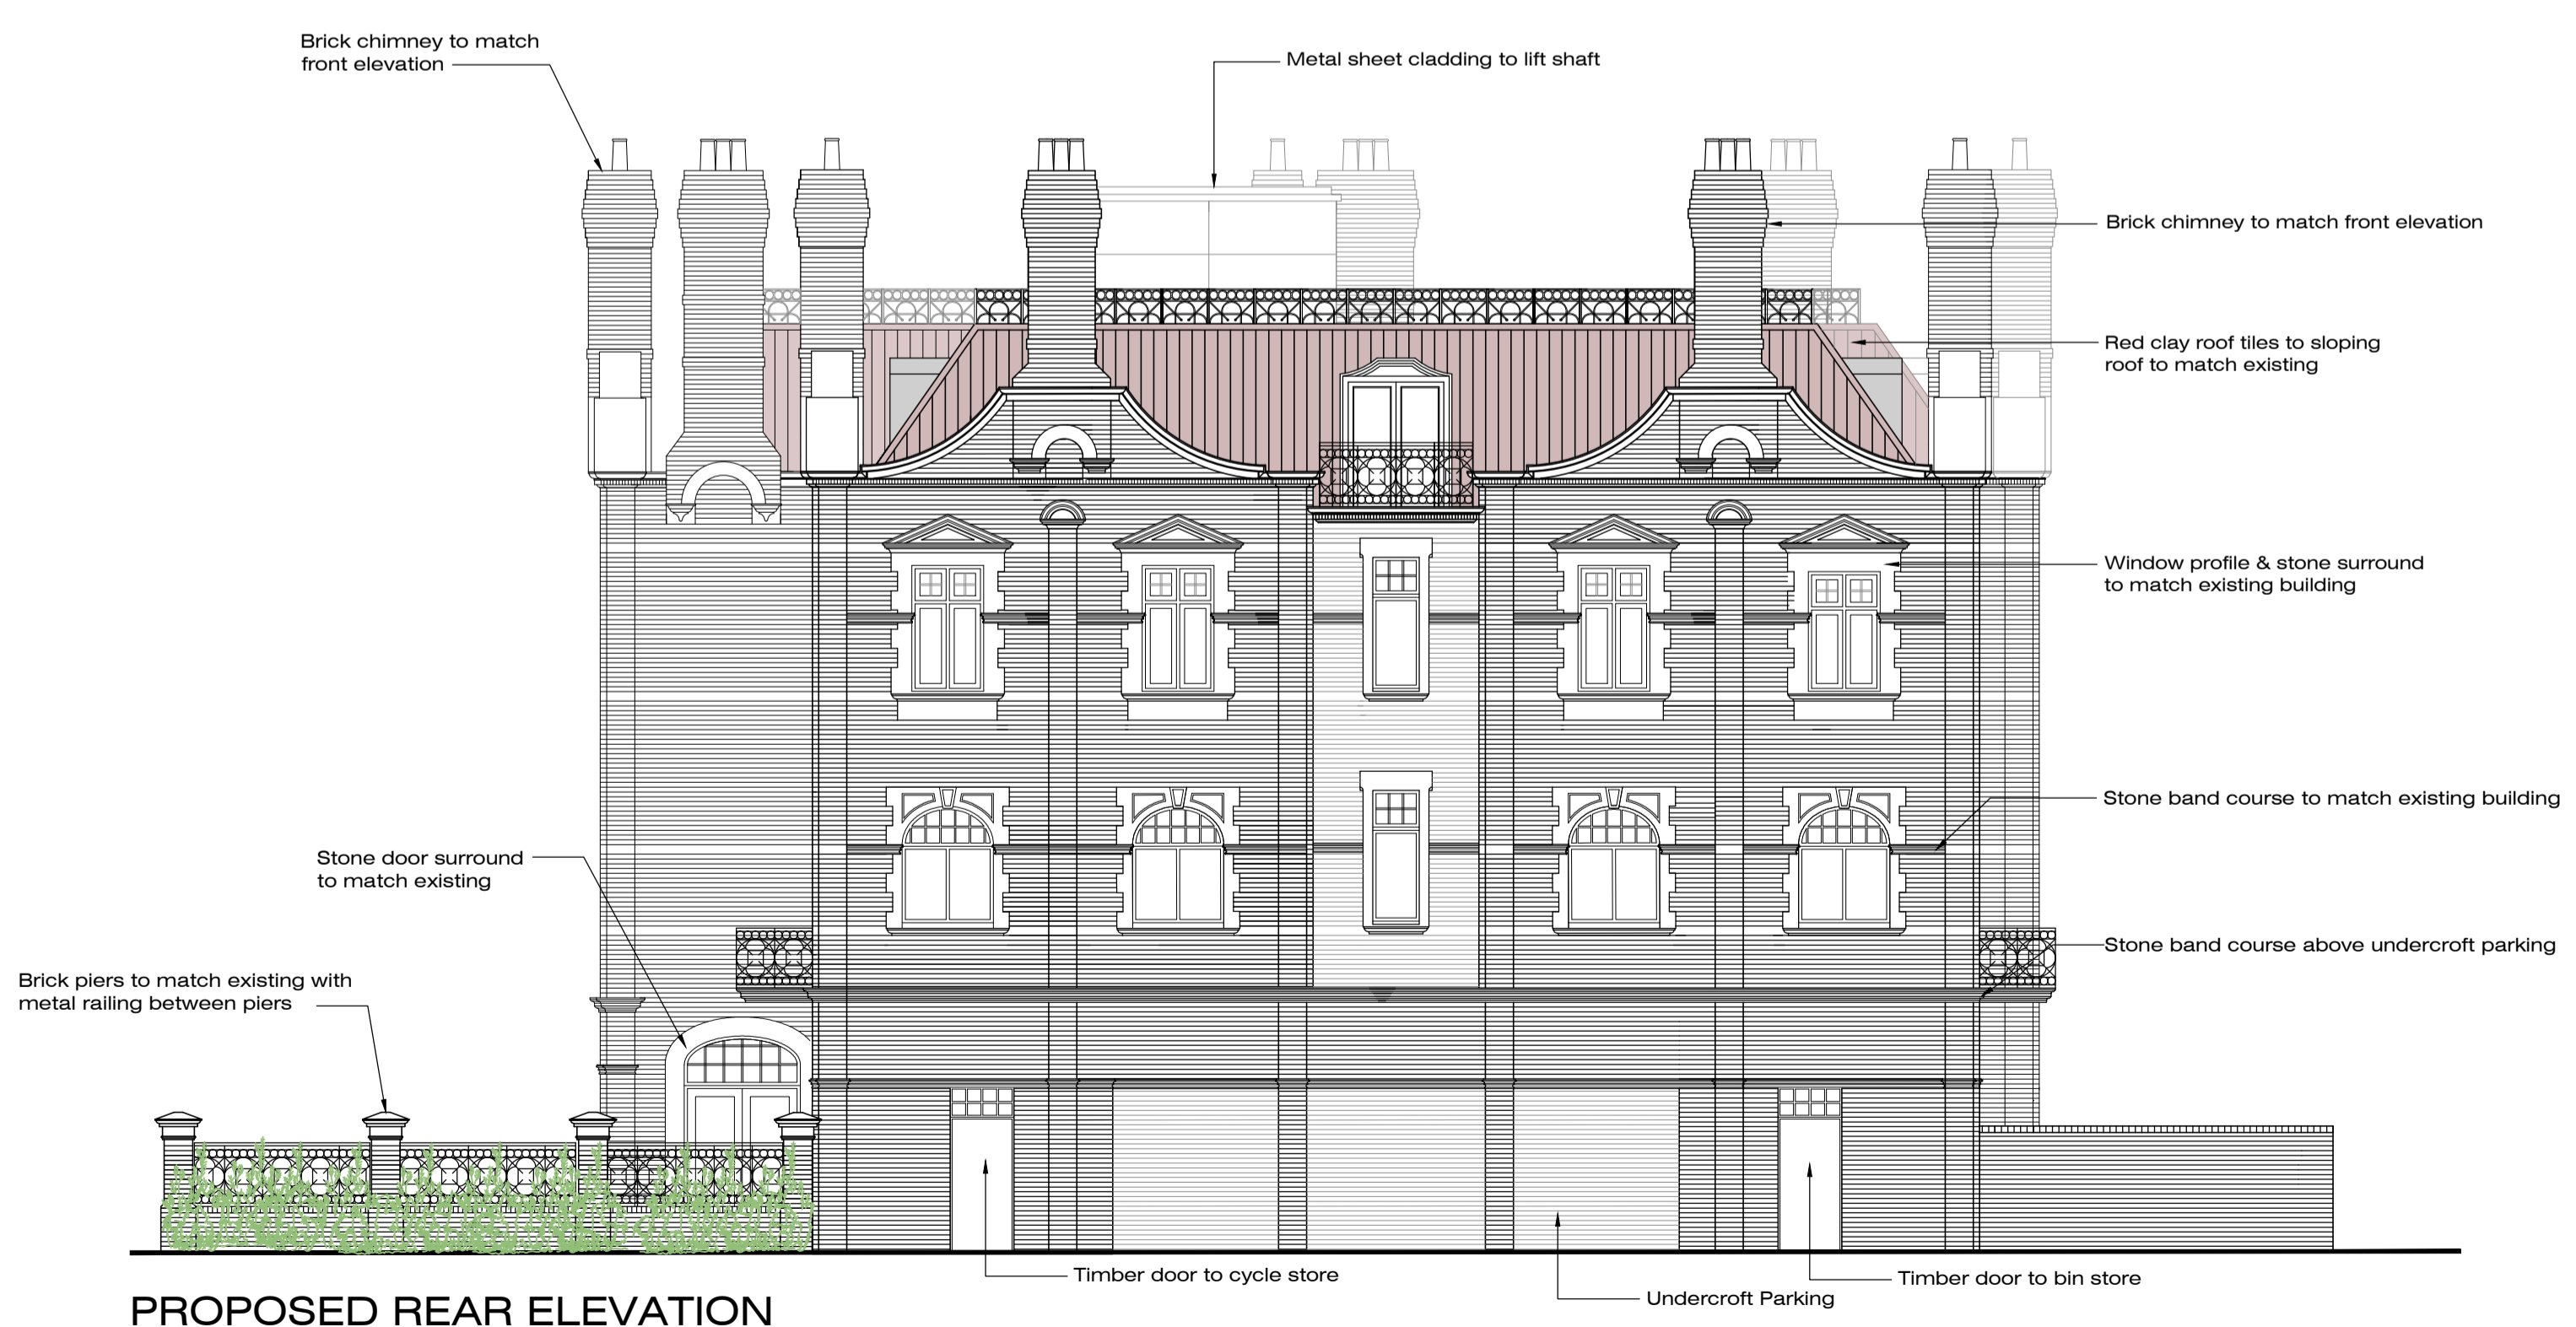 Brick chimney to match
front elevation
Metal sheet cladding to lift shaft
Brick chimney to match front elevation
Red clay roof tiles to sloping
roof to match existing
Window profile & stone surround
to match existing building
Stone band course to match existing building
Stone door surround
to match existing
Stone band course above undercroft parking
Brick piers to match existing with
metal railing between piers
Timber door to cycle store
Timber door to bin store
Undercroft Parking
PROPOSED REAR ELEVATION